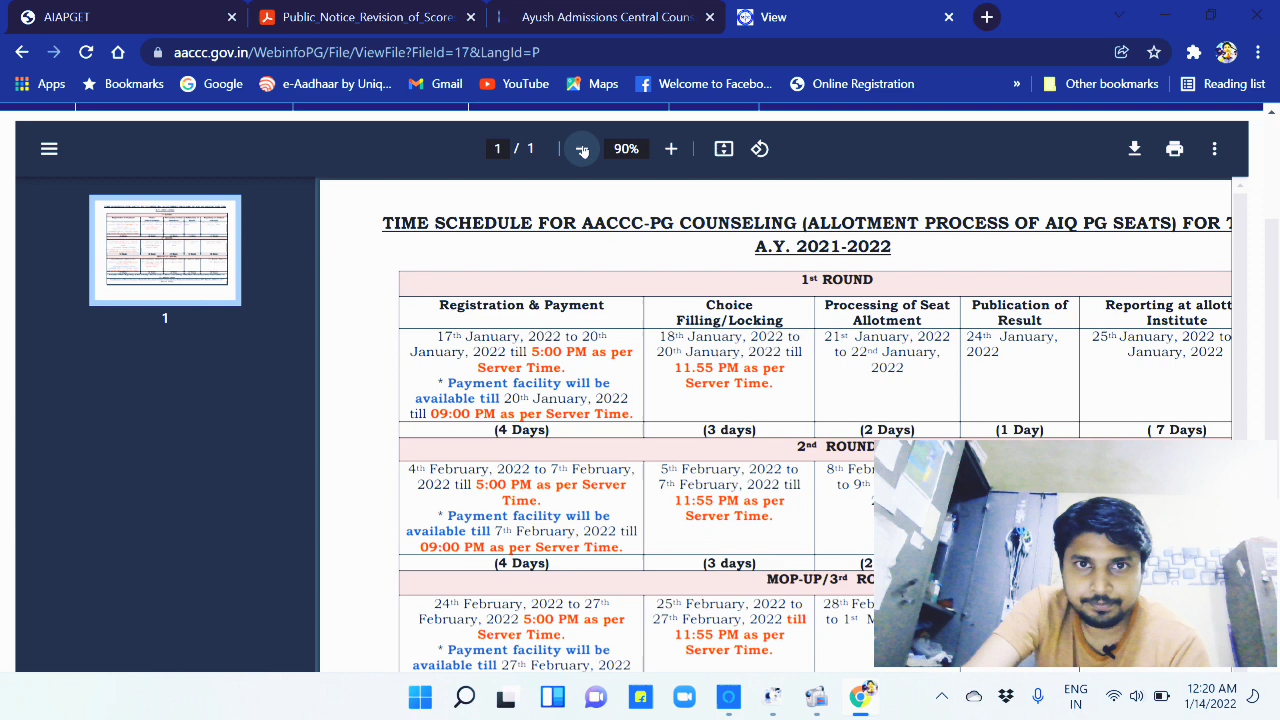 AIAPGET
Public_Notice_Revision_of_Score
Ayush Admissions Central Couns
View
aaccc.gov.in/WebinfoPG/File/ViewFile?FileId=17&LangId=P
Apps
Bookmarks
Google
e-Aadhaar by Uniq...
Gmail
YouTube
Maps
Welcome to Facebo...
Online Registration
»
Other bookmarks
Reading list
1 / 1
90%
1
TIME SCHEDULE FOR AACCC-PG COUNSELING (ALLOTMENT PROCESS OF AIQ PG SEATS) FOR T
A.Y. 2021-2022
1st ROUND
Registration & Payment
Choice
Filling/Locking
Processing of Seat
Allotment
Publication of
Result
Reporting at allott
Institute
17th January, 2022 to 20th
January, 2022 till 5:00 PM as per
Server Time.
* Payment facility will be
available till 20th January, 2022
till 09:00 PM as per Server Time.
18th January, 2022 to
20th January, 2022 till
11.55 PM as per
Server Time.
21st January, 2022
to 22nd January,
2022
24th January,
2022
25th January, 2022 to
January, 2022
(4 Days)
(3 days)
(2 Days)
(1 Day)
( 7 Days)
2nd ROUND
4th February, 2022 to 7th February,
2022 till 5:00 PM as per Server
Time.
* Payment facility will be
available till 7th February, 2022 till
09:00 PM as per Server Time.
5th February, 2022 to
7th February, 2022 till
11:55 PM as per
Server Time.
8th Febr
to 9th
(4 Days)
(3 days)
(2
MOP-UP/3rd RO
24th February, 2022 to 27th
February, 2022 5:00 PM as per
Server Time.
* Payment facility will be
available till 27th February, 2022
25th February, 2022 to
27th February, 2022 till
11:55 PM as per
Server Time.
28th Feb
to 1st M
ENG
IN
12:20 AM
1/14/2022